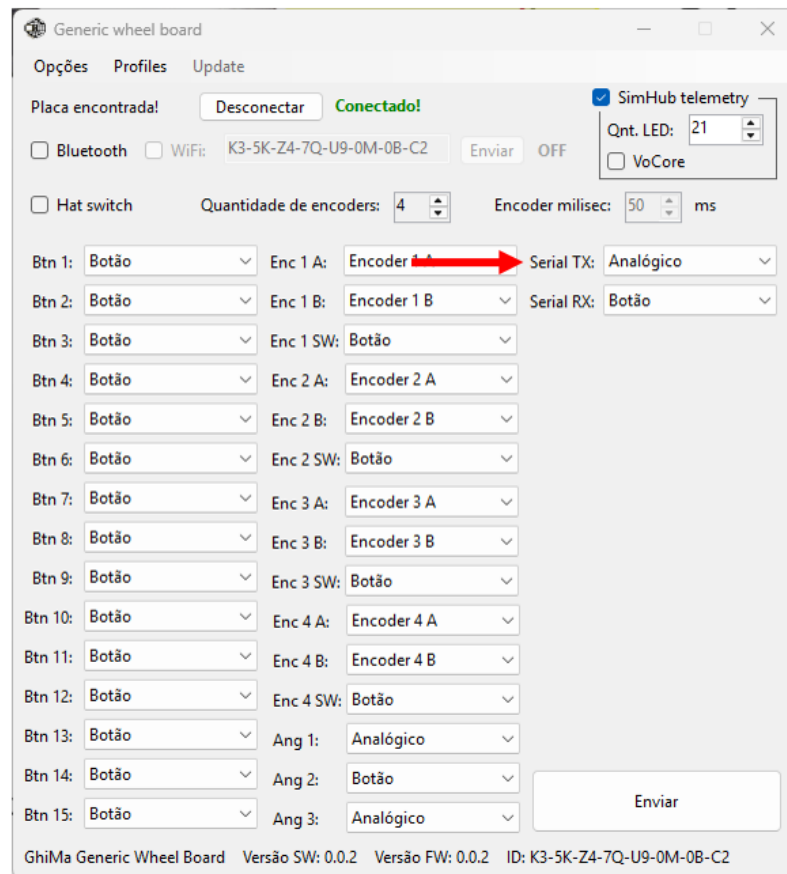 Generic wheel board
Opções Profiles Update
Placa encontrada! Desconectar Conectado! SimHub telemetry
Qnt. LED: 21
Bluetooth WiFi: K3-5K-Z4-7Q-U9-0M-0B-C2 Enviar OFF
VoCore
Hat switch Quantidade de encoders: 4 Encoder milisec: 50 ms
Btn 1: Botão Enc 1 A: Encoder Serial TX: Analógico
Btn 2: Botão Enc 1 B: Encoder 1 B Serial RX: Botão
Btn 3: Botão Enc 1 SW: Botão
Btn 4: Botão Enc 2 A: Encoder 2 A
Btn 5: Botão Enc 2 B: Encoder 2 B
Btn 6: Botão Enc 2 SW: Botão
Btn 7: Botão Enc 3 A: Encoder 3 A
Btn 8: Botão Enc 3 B: Encoder 3 B
Btn 9: Botão Enc 3 SW: Botão
Btn 10: Botão Enc 4 A: Encoder 4 A
Btn 11: Botão Enc 4 B: Encoder 4 B
Btn 12: Botão Enc 4 SW: Botão
Btn 13: Botão Ang 1: Analógico
Btn 14: Botão Ang 2: Botão
Btn 15: Botão Ang 3: Analógico
Enviar
GhiMa Generic Wheel Board Versão SW: 0.0.2 Versão FW: 0.0.2 ID: K3-5K-Z4-7Q-U9-0M-0B-C2